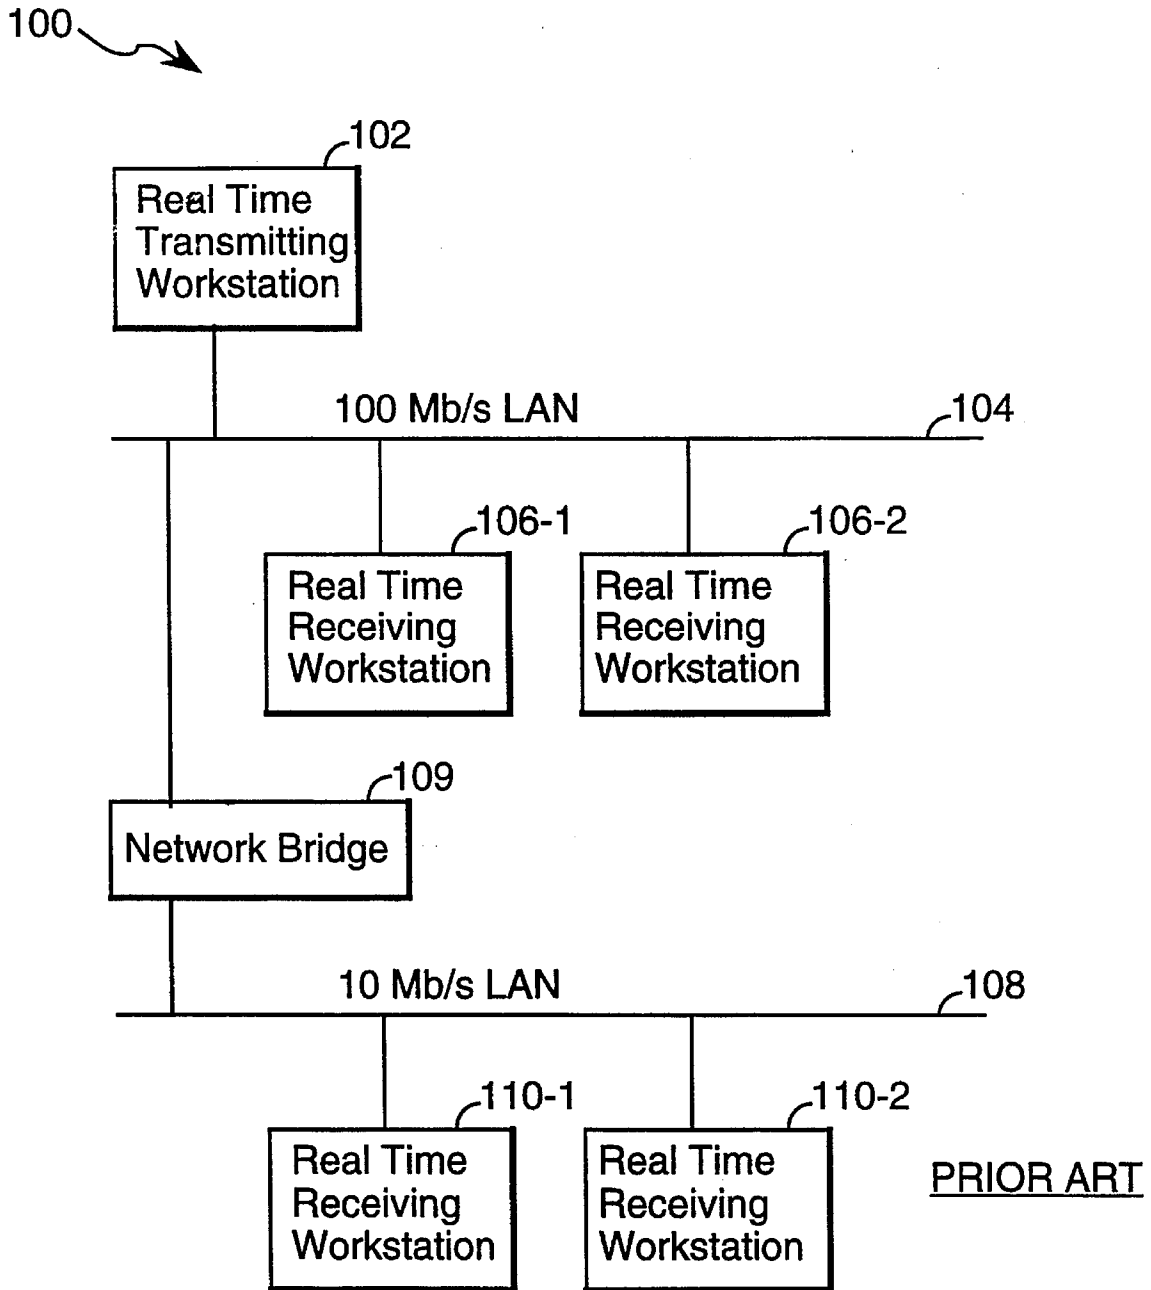 100
102
Real Time
Transmitting
Workstation
100 Mb/s LAN
104
106-1
106-2
Real Time
Receiving
Workstation
Real Time
Receiving
Workstation
109
Network Bridge
10 Mb/s LAN
108
110-1
110-2
Real Time
Receiving
Workstation
Real Time
Receiving
Workstation
PRIOR ART